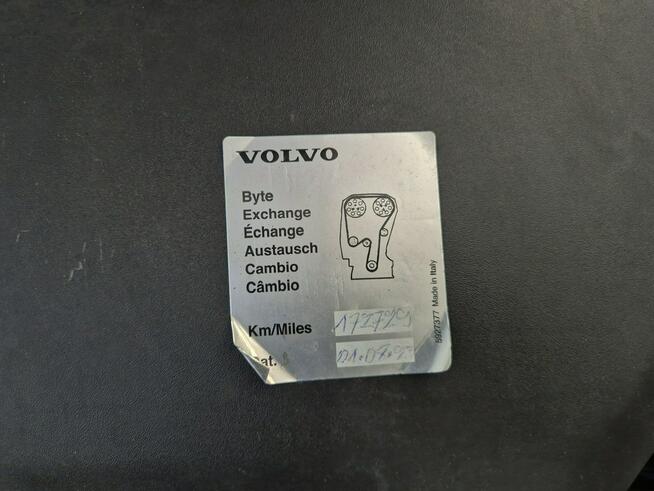 VOLVO
Byte
Exchange
Échange
Austausch
Cambio
Câmbio
Km/Miles
5927377 Made in Italy